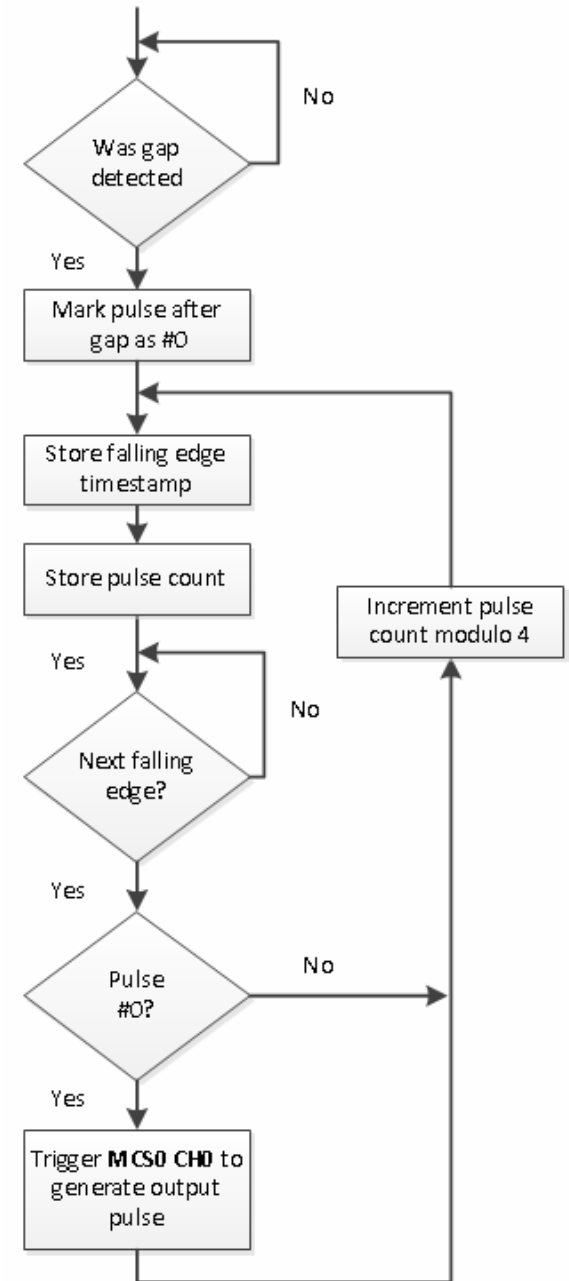 No
Was gap
detected
Yes
Mark pulse after
gap as #0
Store falling edge
timestamp
Store pulse count
Increment pulse
count modulo 4
Yes
No
Next falling
edge?
Yes
No
Pulse
#0?
Yes
Trigger MCS0 CH0 to
generate output
pulse